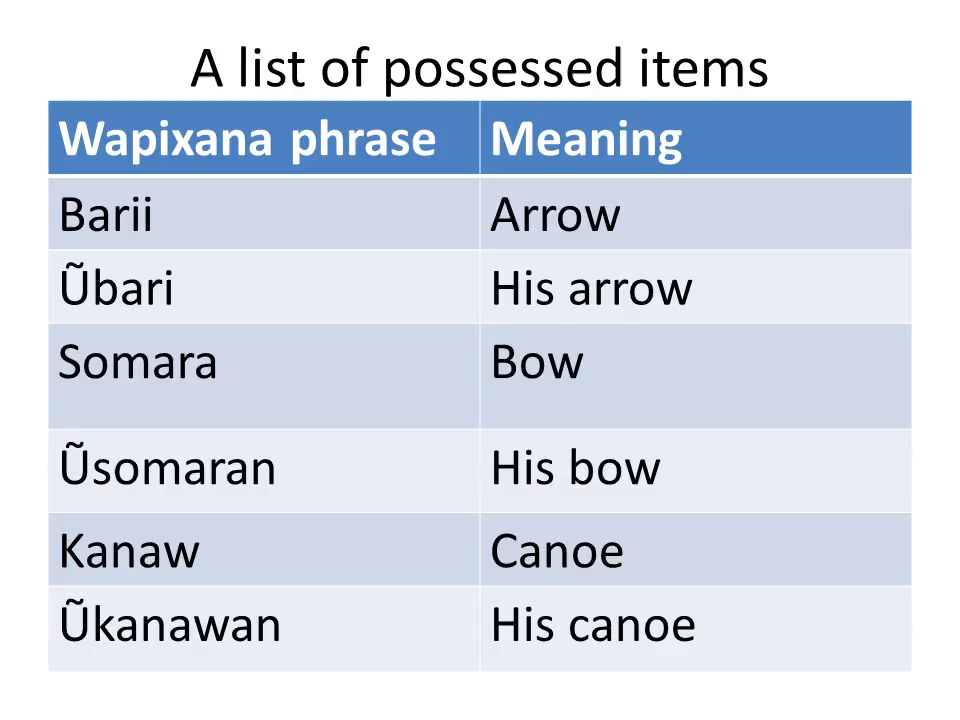 A list of possessed items
Wapixana phrase Meaning
Barii Arrow
Ũbari His arrow
Somara Bow
Ũsomaran His bow
Kanaw Canoe
Ũkanawan His canoe